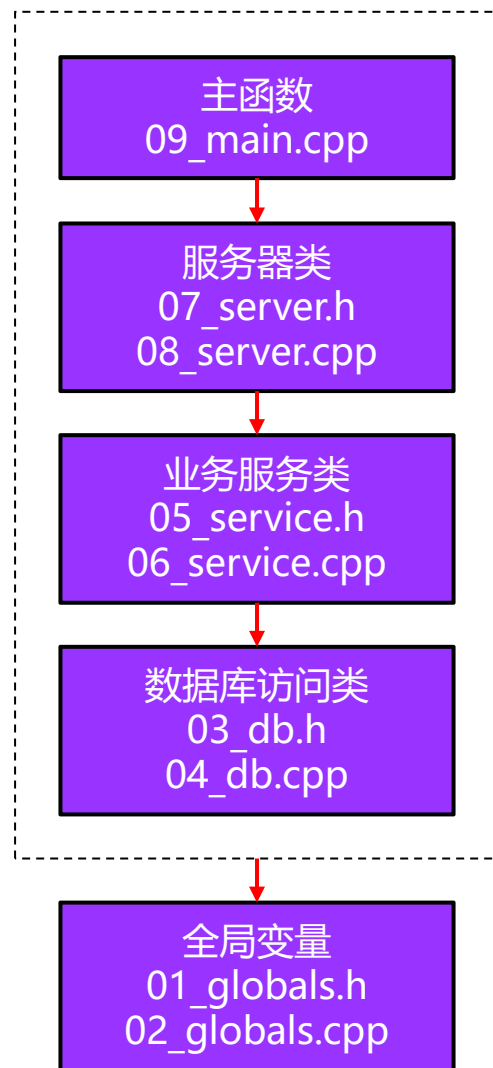 主函数
09_main.cpp
服务器类
07_server.h
08_server.cpp
业务服务类
05_service.h
06_service.cpp
数据库访问类
03_db.h
04_db.cpp
全局变量
01_globals.h
02_globals.cpp